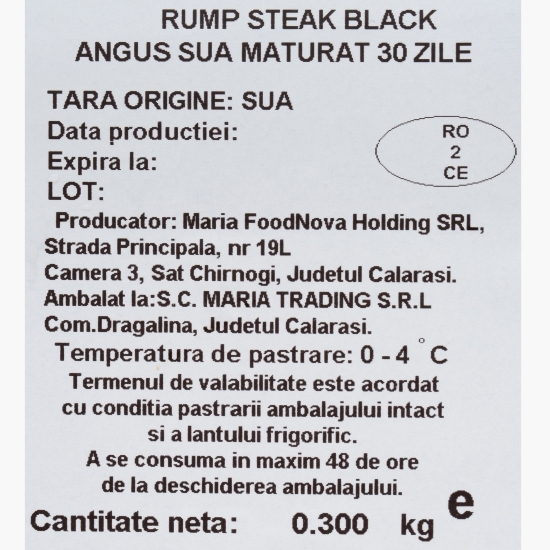 RUMP STEAK BLACK
ANGUS SUA MATURAT 30 ZILE
TARA ORIGINE: SUA
Data productiei:
Expira la:
LOT:
RO
2
CE
Producator: Maria FoodNova Holding SRL,
Strada Principala, nr 19L
Camera 3, Sat Chirnogi, Judetul Calarasi.
Ambalat la:S.C. MARIA TRADING S.R.L
Com.Dragalina, Judetul Calarasi.
Temperatura de pastrare: 0 - 4 °C
Termenul de valabilitate este acordat
cu conditia pastrarii ambalajului intact
si a lantului frigorific.
A se consuma in maxim 48 de ore
de la deschiderea ambalajului.
Cantitate neta: 0.300 kg e